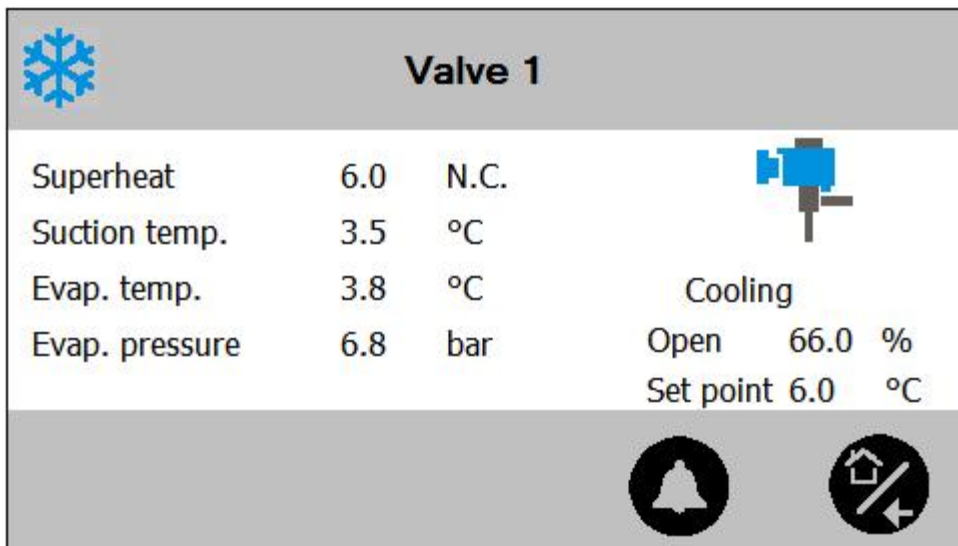 Valve 1
Superheat 6.0 N.C.
Suction temp. 3.5 °C
Evap. temp. 3.8 °C
Evap. pressure 6.8 bar
Cooling
Open 66.0 %
Set point 6.0 °C